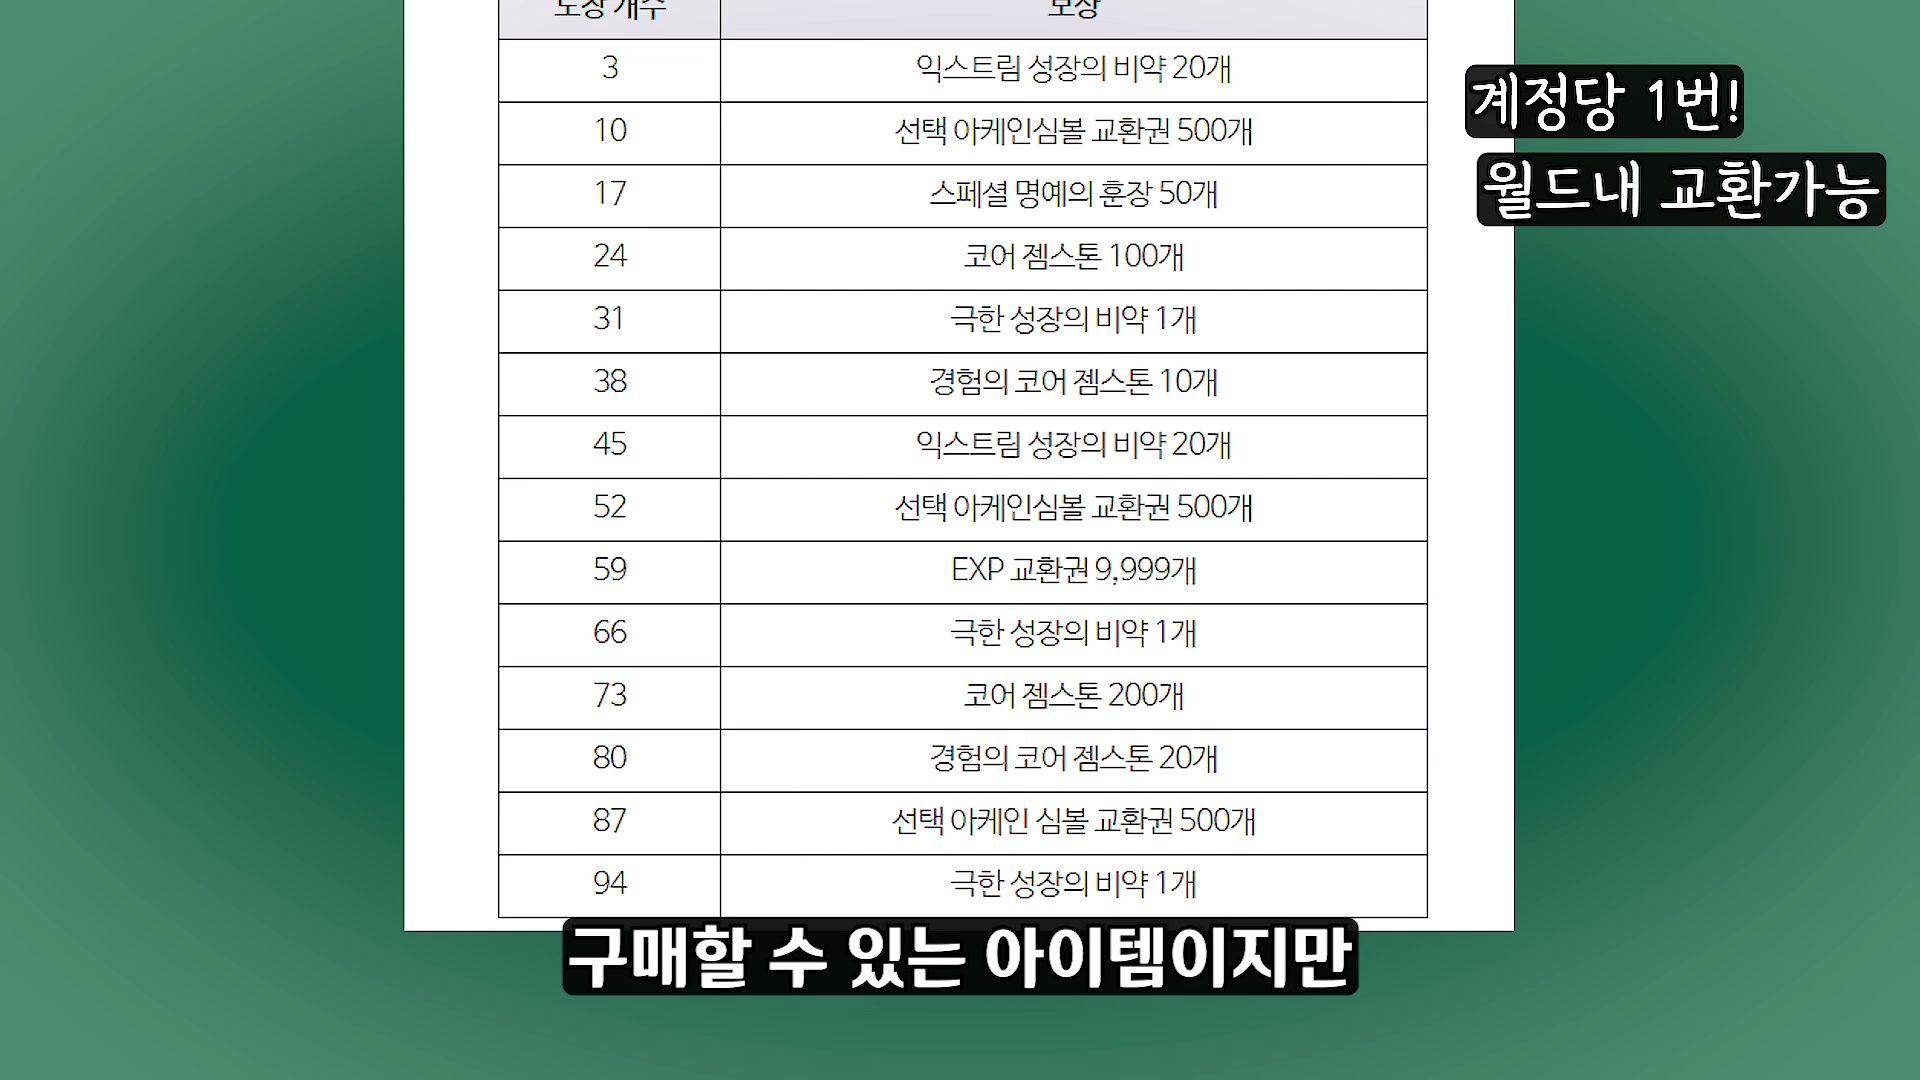 도장 개수 보상
3 익스트림 성장의 비약 20개
10 선택 아케인심볼 교환권 500개
17 스페셜 명예의 훈장 50개
24 코어 젬스톤 100개
31 극한 성장의 비약 1개
38 경험의 코어 젬스톤 10개
45 익스트림 성장의 비약 20개
52 선택 아케인심볼 교환권 500개
59 EXP 교환권 9,999개
66 극한 성장의 비약 1개
73 코어 젬스톤 200개
80 경험의 코어 젬스톤 20개
87 선택 아케인 심볼 교환권 500개
94 극한 성장의 비약 1개
계정당 1번!
월드내 교환가능
구매할 수 있는 아이템이지만